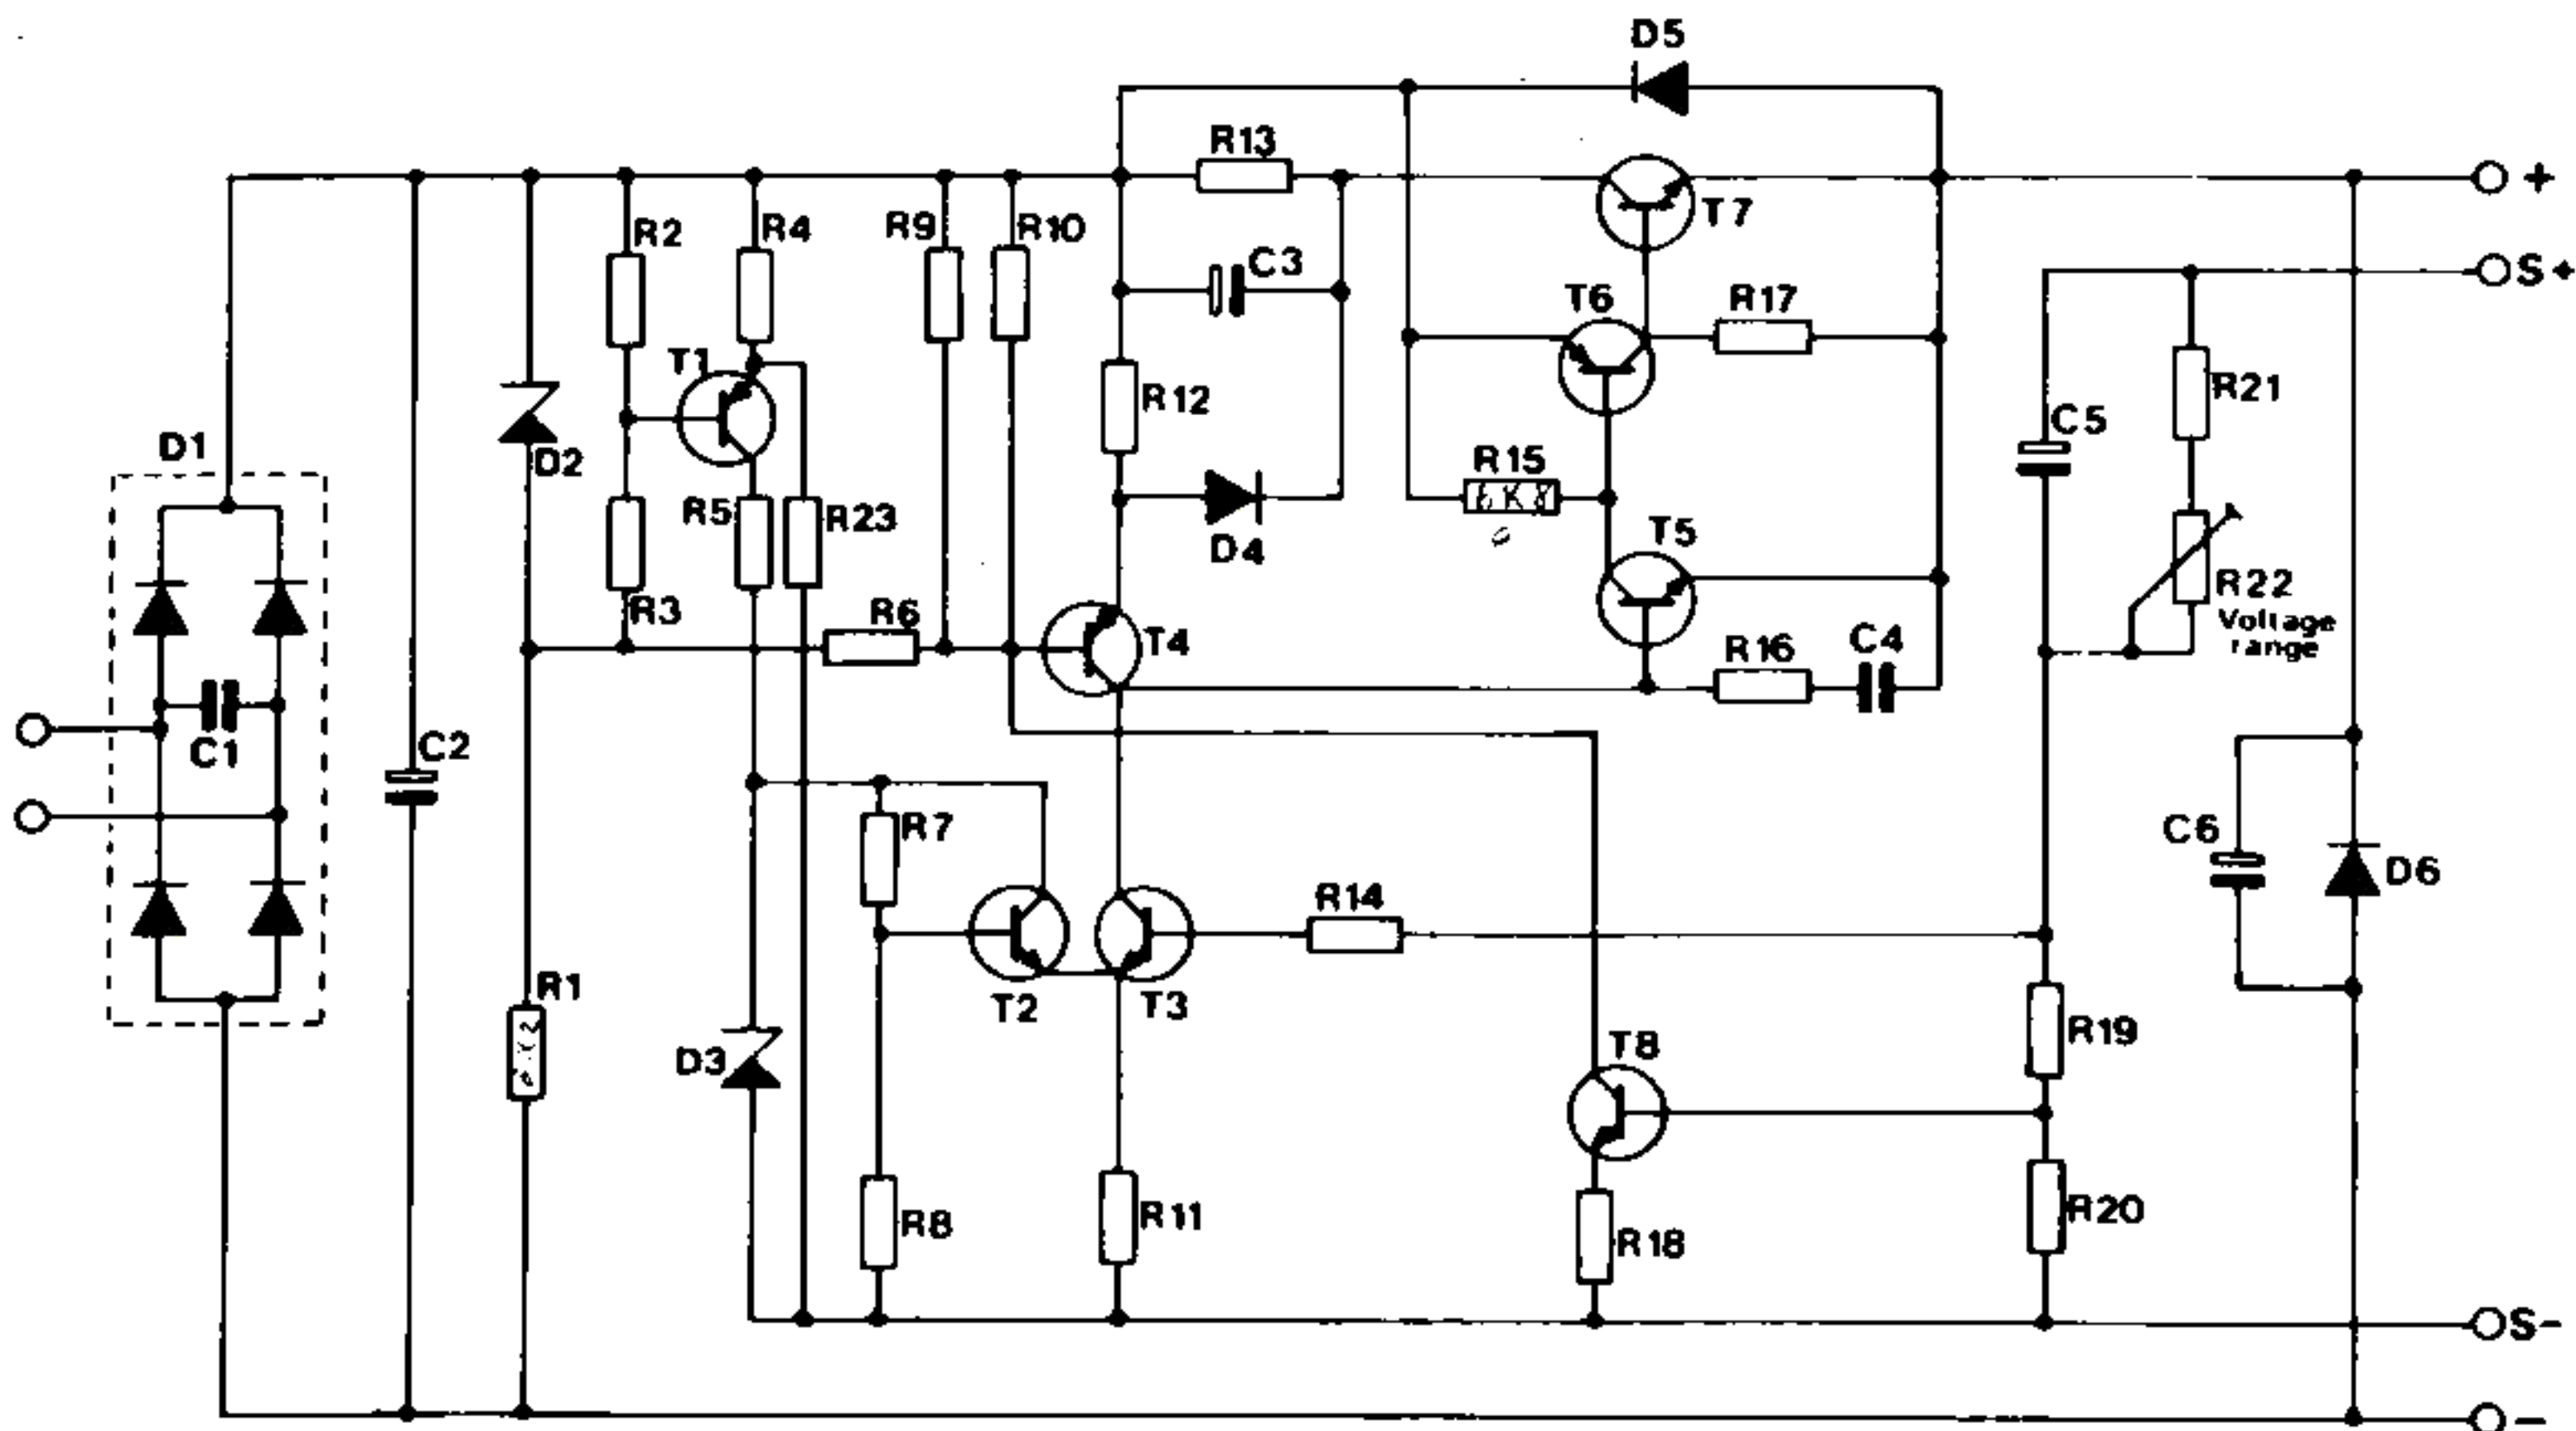 D5
R13
+
R2
R4
R9
R10
T7
C3
S+
T6
R17
T1
R12
R21
D1
D2
R15
6K8
C5
R5
R23
D4
T5
R3
R6
T4
R16
C4
R22
Voltage
range
C1
C2
R7
C6
D6
R14
R1
T2
T3
D3
T8
R19
R8
R11
R18
R20
S-
-